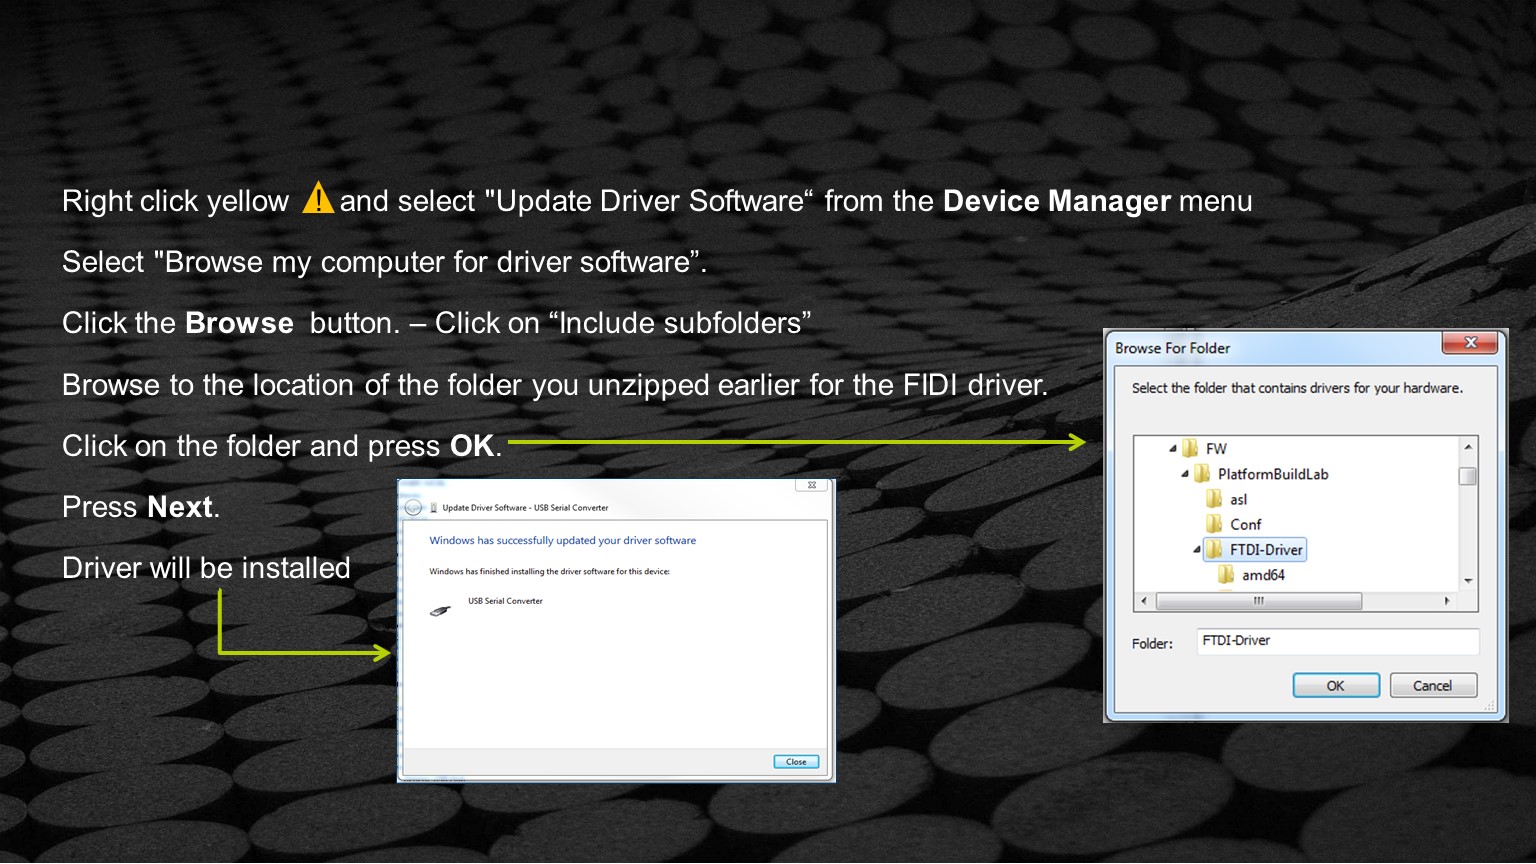 Right click yellow and select "Update Driver Software“ from the Device Manager menu
Select "Browse my computer for driver software”.
Click the Browse button. – Click on “Include subfolders”
Browse to the location of the folder you unzipped earlier for the FIDI driver.
Click on the folder and press OK.
Press Next.
Driver will be installed
Update Driver Software - USB Serial Converter
Windows has successfully updated your driver software
Windows has finished installing the driver software for this device:
USB Serial Converter
Close
Browse For Folder
Select the folder that contains drivers for your hardware.
FW
PlatformBuildLab
asl
Conf
FTDI-Driver
amd64
Folder: FTDI-Driver
OK Cancel